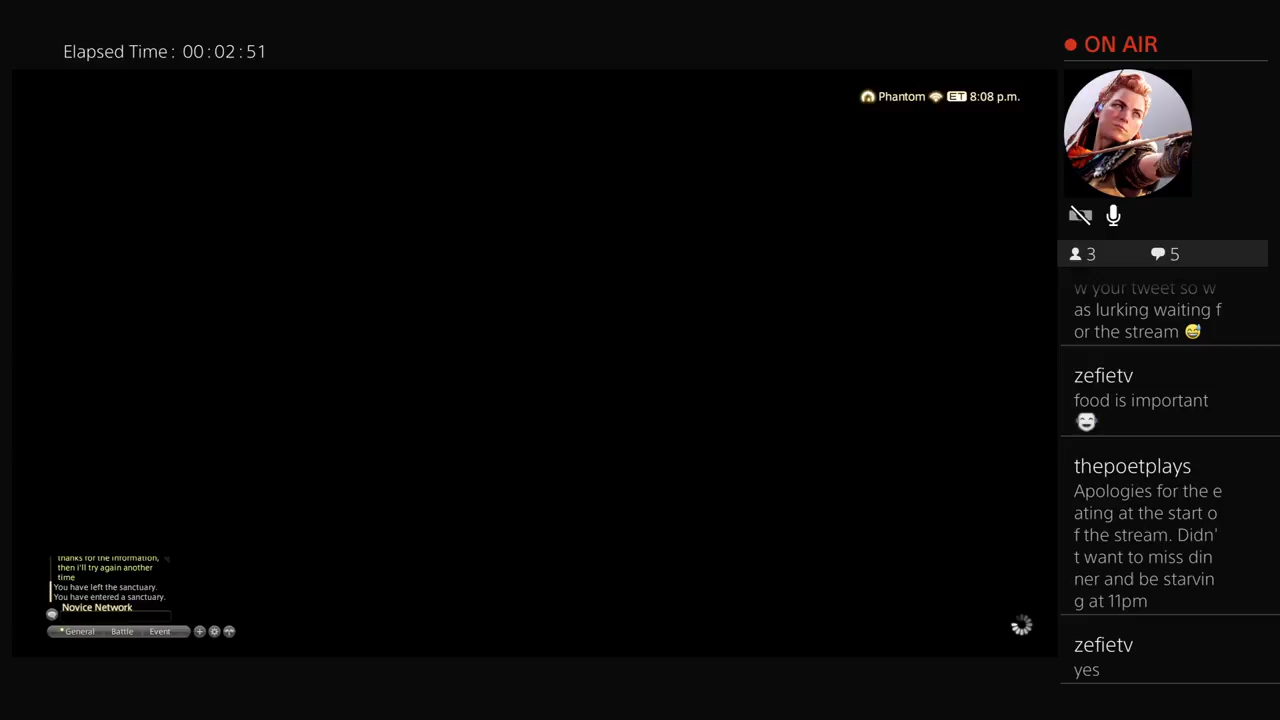 Elapsed Time: 00:02:51
ON AIR
Phantom ET 8:08 p.m.
3 5
w your tweet so w
as lurking waiting f
or the stream 😅
zefietv
food is important
😄
thepoetplays
Apologies for the e
ating at the start o
f the stream. Didn'
t want to miss din
ner and be starvin
g at 11pm
zefietv
yes
thanks for the information,
then i'll try again another
time
You have left the sanctuary.
You have entered a sanctuary.
Novice Network
General Battle Event